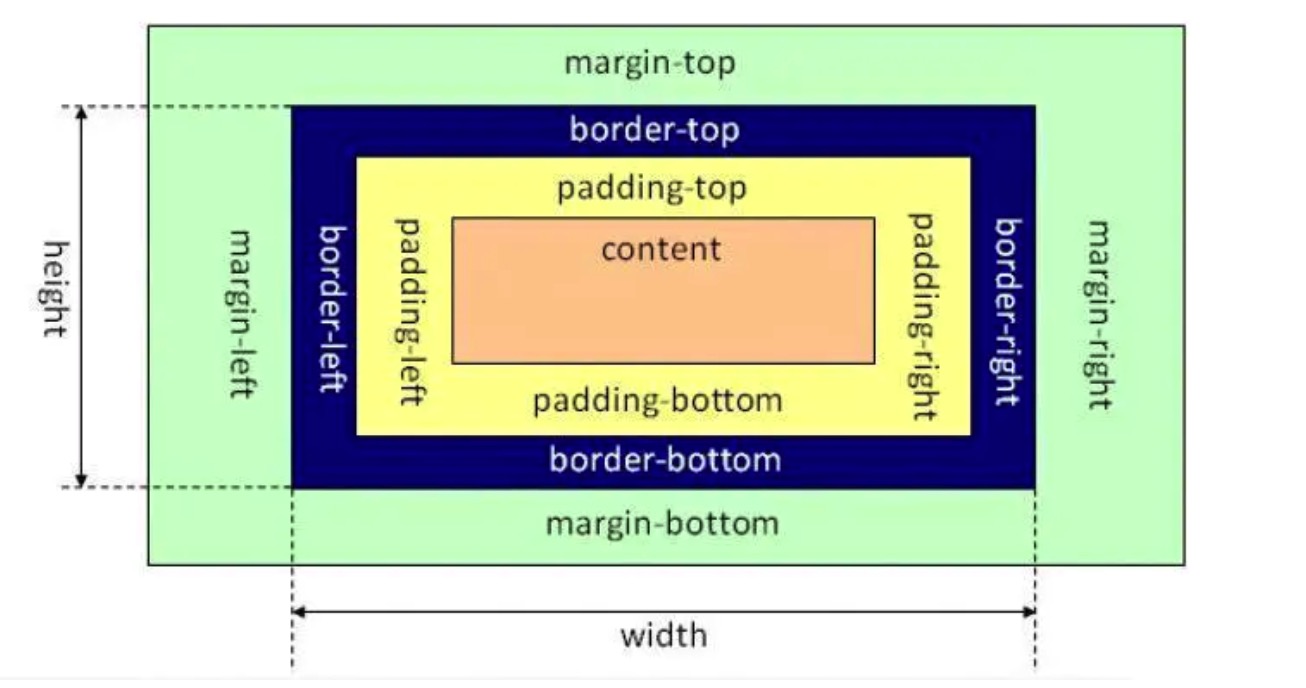 margin-top
border-top
padding-top
content
height
margin-left
border-left
padding-left
padding-right
border-right
margin-right
padding-bottom
border-bottom
margin-bottom
width